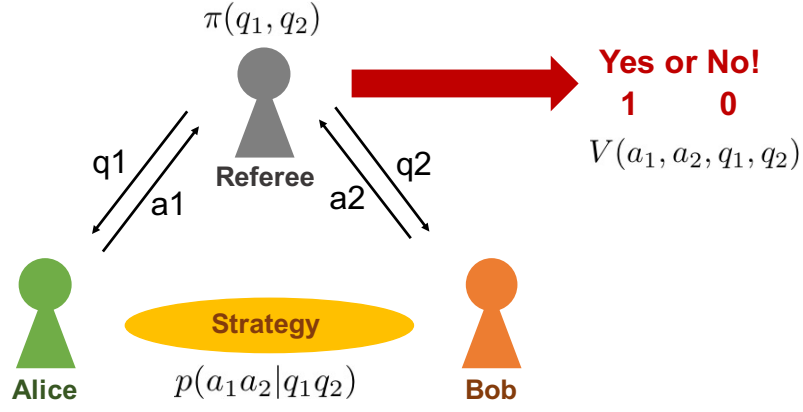 π(q₁, q₂)
Yes or No!
1 0
V(a₁, a₂, q₁, q₂)
q1
a1
Referee
a2
q2
Strategy
p(a₁a₂|q₁q₂)
Alice
Bob